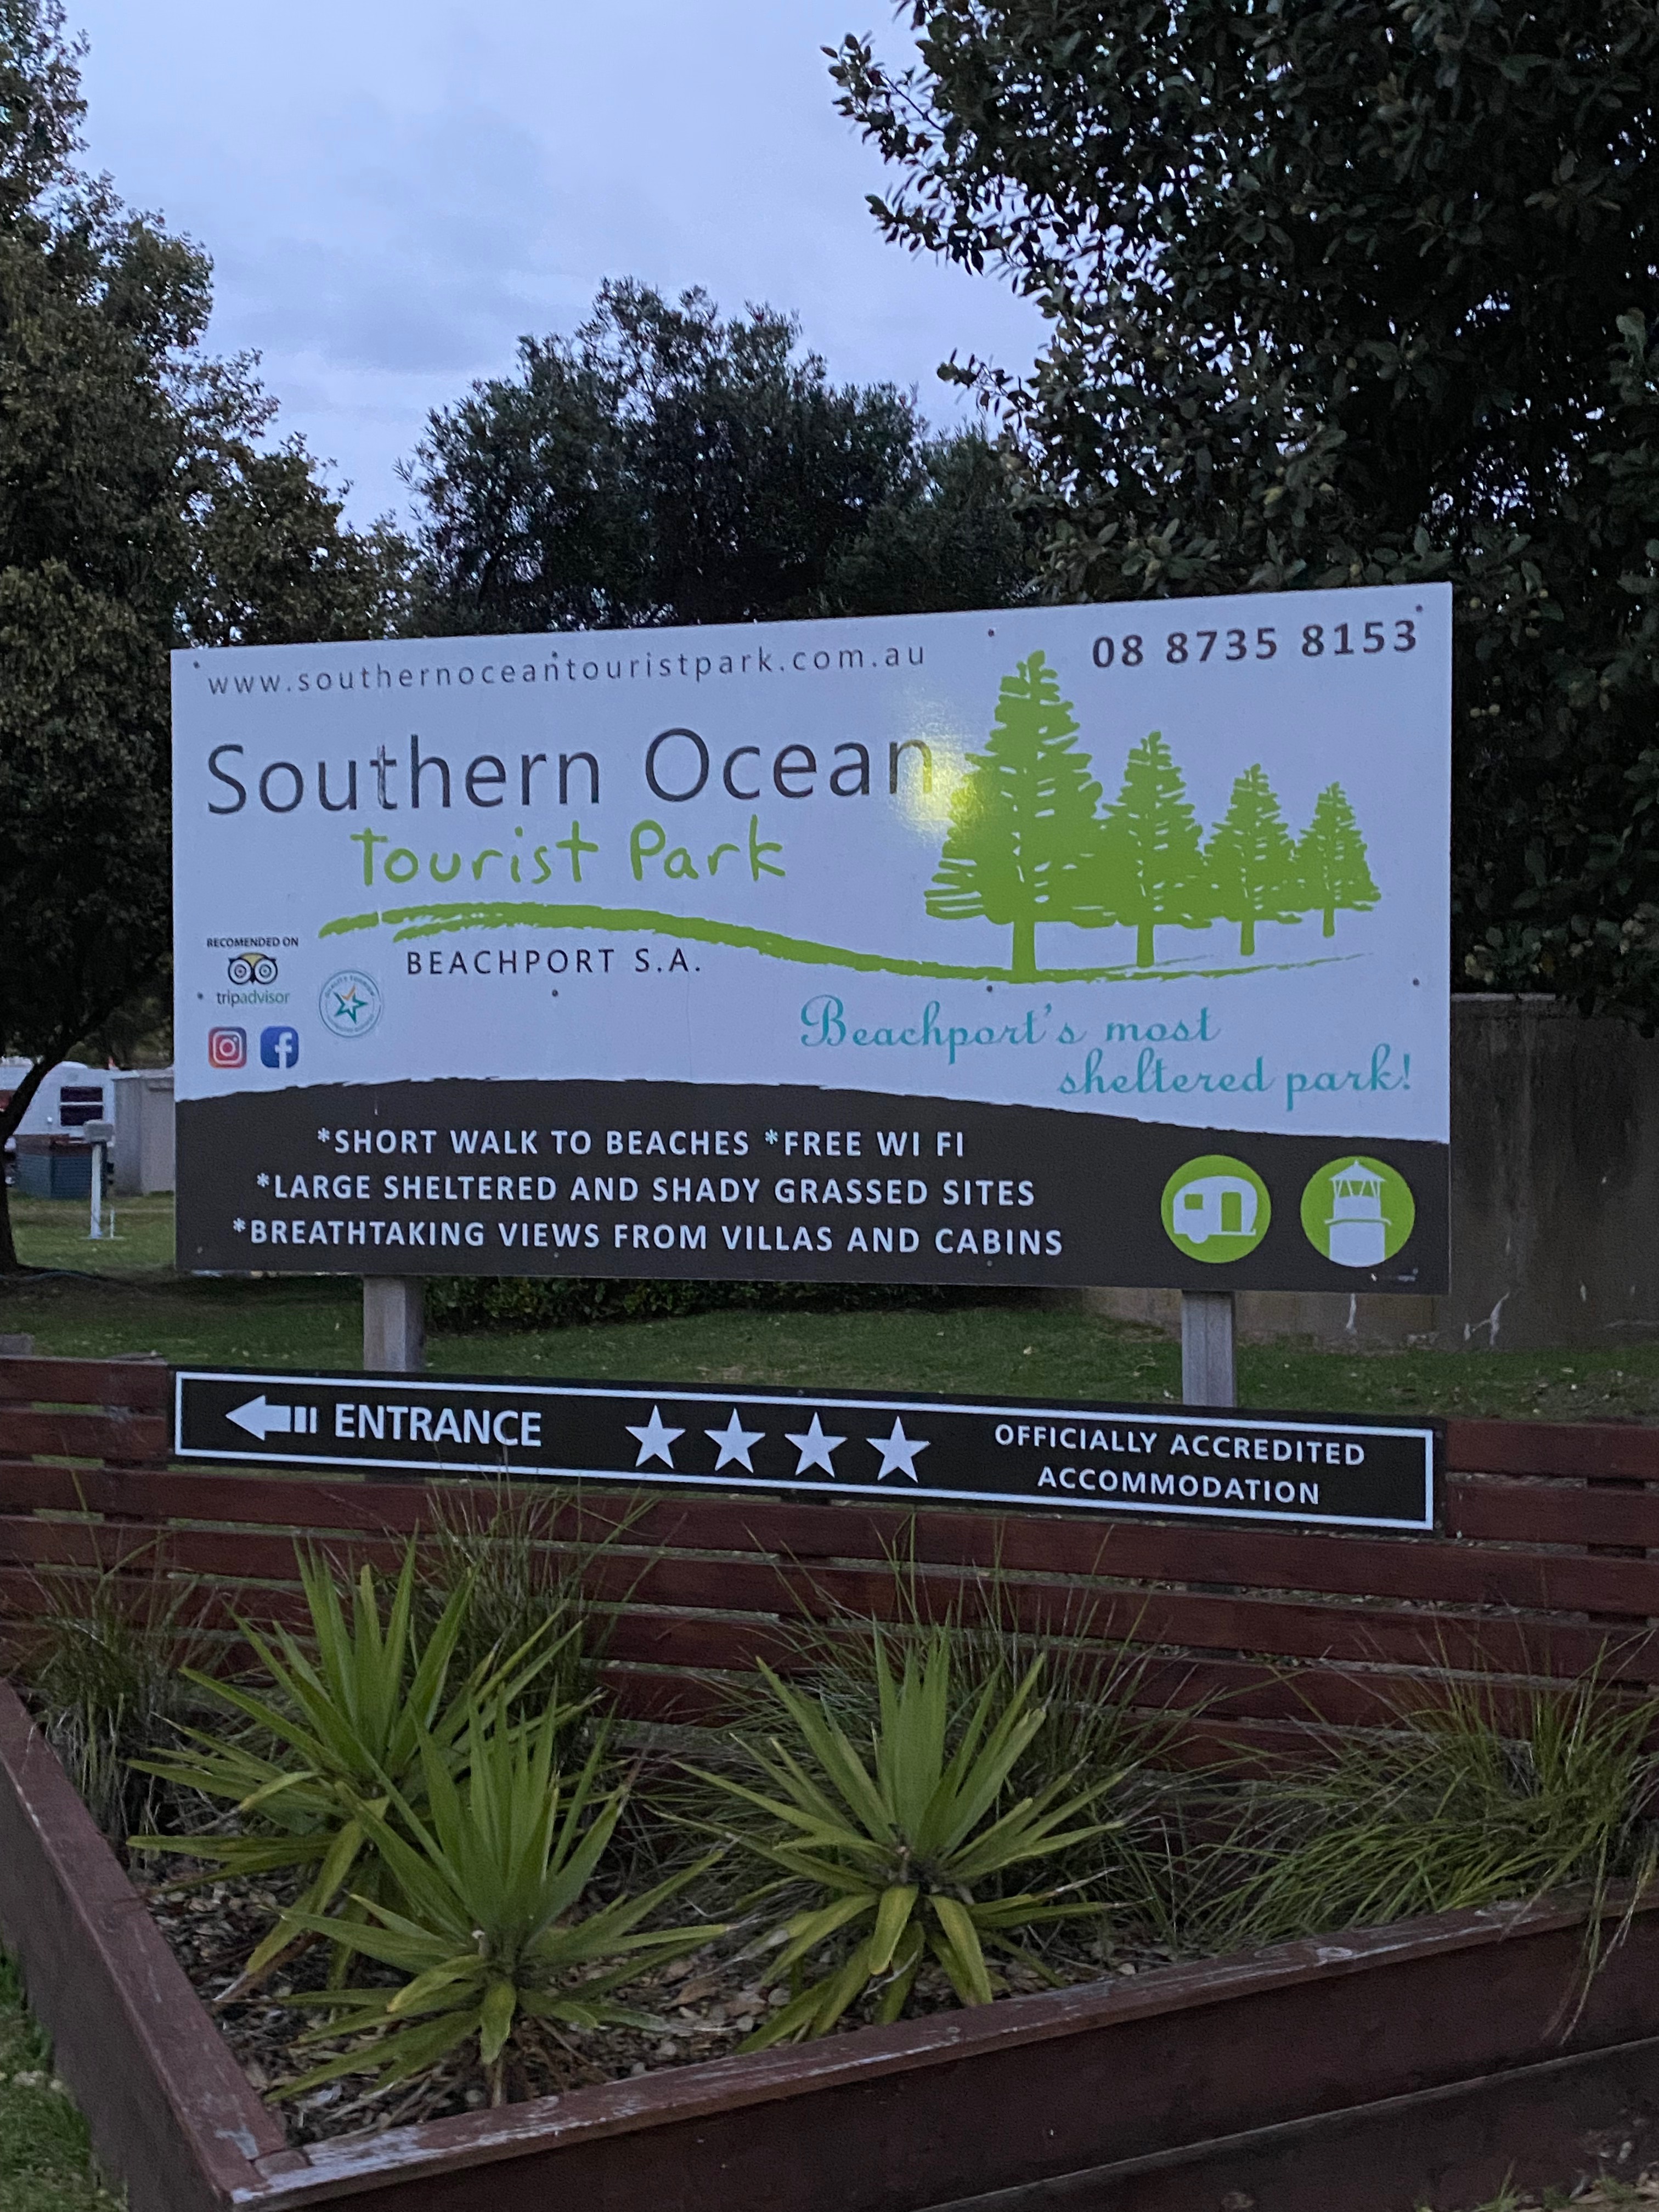 www.southernoceantouristpark.com.au
08 8735 8153
Southern Ocean
Tourist Park
BEACHPORT S.A.
RECOMENDED ON
tripadvisor
Beachport's most
sheltered park!
*SHORT WALK TO BEACHES *FREE WI FI
*LARGE SHELTERED AND SHADY GRASSED SITES
*BREATHTAKING VIEWS FROM VILLAS AND CABINS
ENTRANCE
OFFICIALLY ACCREDITED
ACCOMMODATION